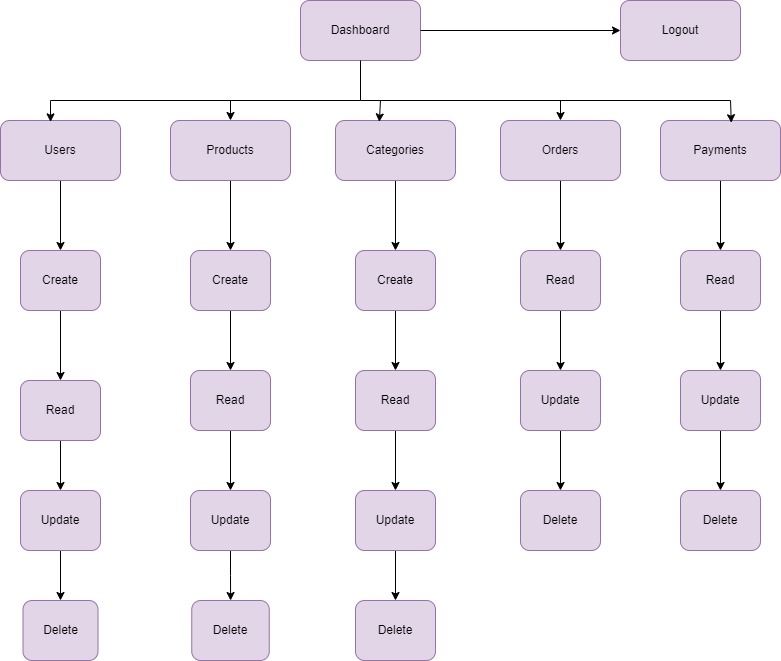 Dashboard
Logout
Users
Products
Categories
Orders
Payments
Create
Create
Create
Read
Read
Read
Read
Read
Update
Update
Update
Update
Update
Delete
Delete
Delete
Delete
Delete